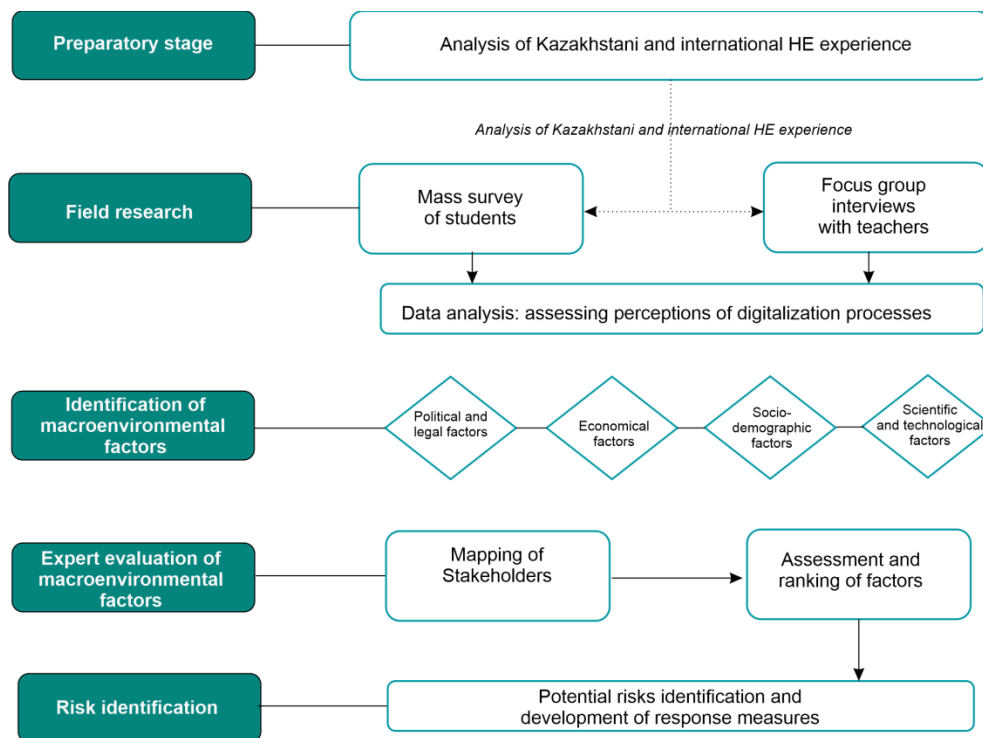 Preparatory stage
Analysis of Kazakhstani and international HE experience
Analysis of Kazakhstani and international HE experience
Field research
Mass survey
of students
Focus group
interviews
with teachers
Data analysis: assessing perceptions of digitalization processes
Identification of
macroenvironmental
factors
Political and
legal factors
Economical
factors
Socio-
demographic
factors
Scientific
and technological
factors
Expert evaluation of
macroenvironmental
factors
Mapping of
Stakeholders
Assessment and
ranking of factors
Risk identification
Potential risks identification and
development of response measures